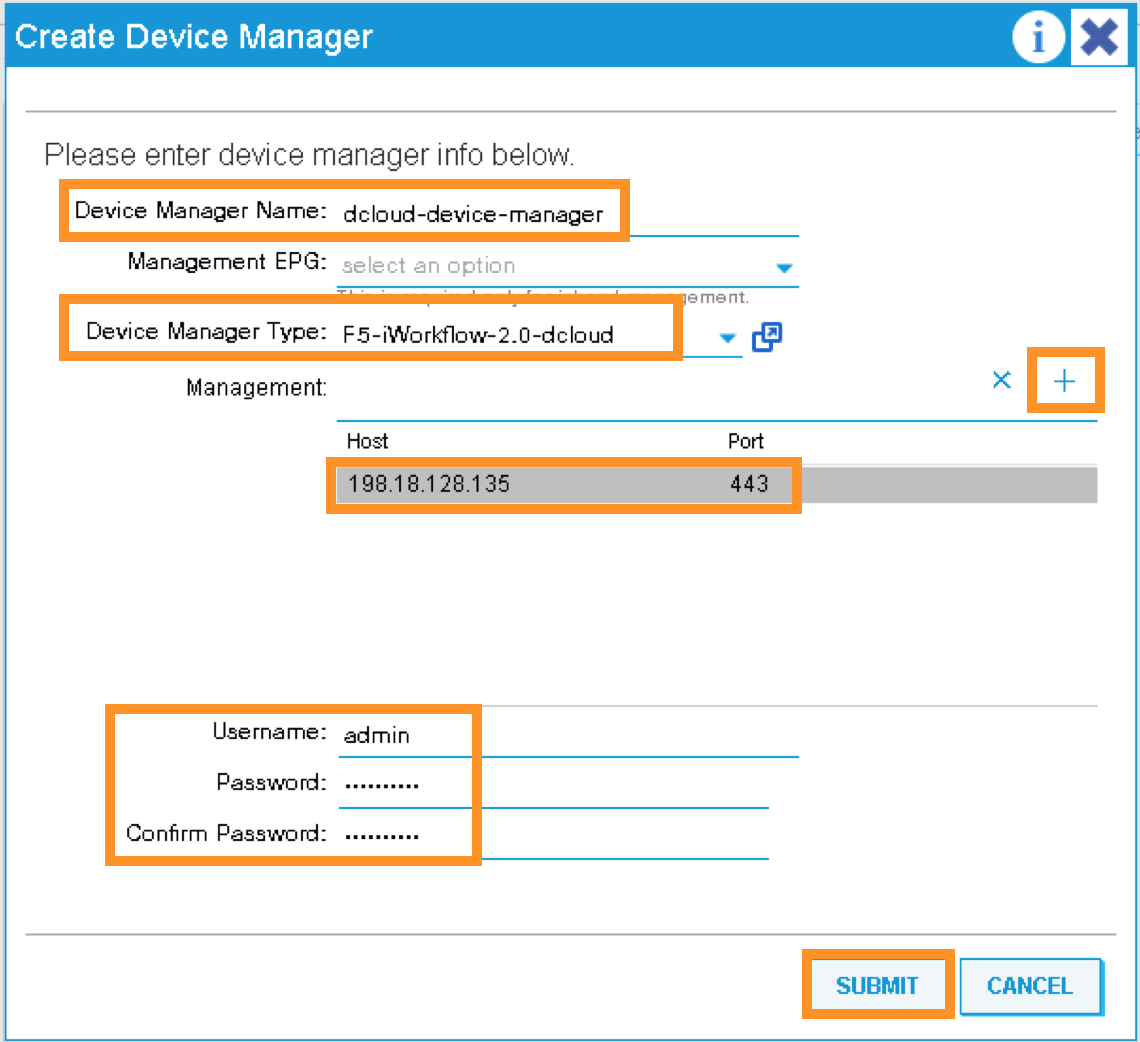 Create Device Manager
Please enter device manager info below.
Device Manager Name: dcloud-device-manager
Management EPG: select an option
management.
Device Manager Type: F5-iWorkflow-2.0-dcloud
Management:
Host Port
198.18.128.135 443
Username: admin
Password: ••••••••••
Confirm Password: ••••••••••
SUBMIT CANCEL